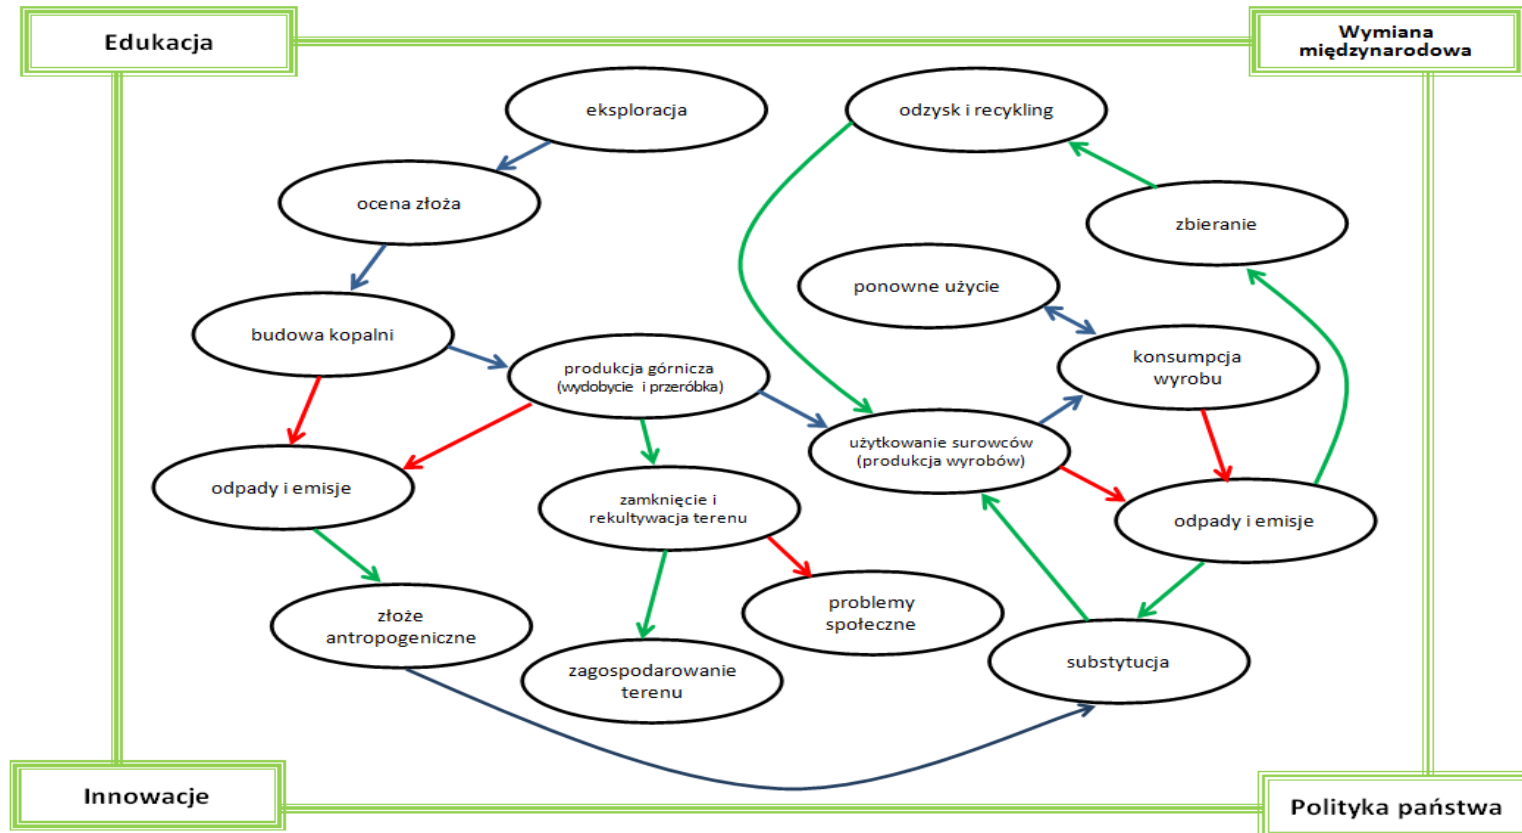 Edukacja
Wymiana
międzynarodowa
eksploracja
odzysk i recykling
ocena złoża
zbieranie
ponowne użycie
budowa kopalni
produkcja górnicza
(wydobycie i przeróbka)
konsumpcja
wyrobu
użytkowanie surowców
(produkcja wyrobów)
odpady i emisje
zamknięcie i
rekultywacja terenu
odpady i emisje
złoże
antropogeniczne
problemy
społeczne
zagospodarowanie
terenu
substytucja
Innowacje
Polityka państwa